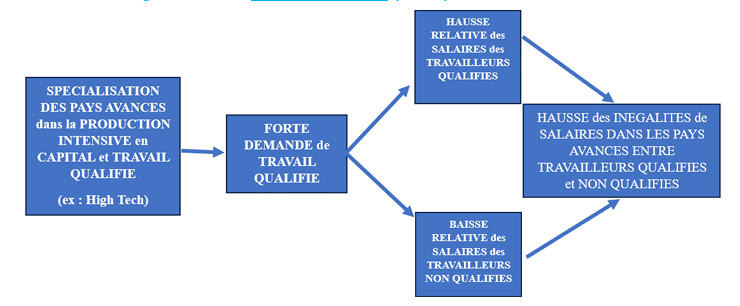 SPECIALISATION
DES PAYS AVANCES
dans la PRODUCTION
INTENSIVE en
CAPITAL et TRAVAIL
QUALIFIE
(ex : High Tech)
FORTE
DEMANDE de
TRAVAIL
QUALIFIE
HAUSSE
RELATIVE des
SALAIRES des
TRAVAILLEURS
QUALIFIES
BAISSE
RELATIVE des
SALAIRES des
TRAVAILLEURS
NON QUALIFIES
HAUSSE des INEGALITES de
SALAIRES DANS LES PAYS
AVANCES ENTRE
TRAVAILLEURS QUALIFIES
et NON QUALIFIES